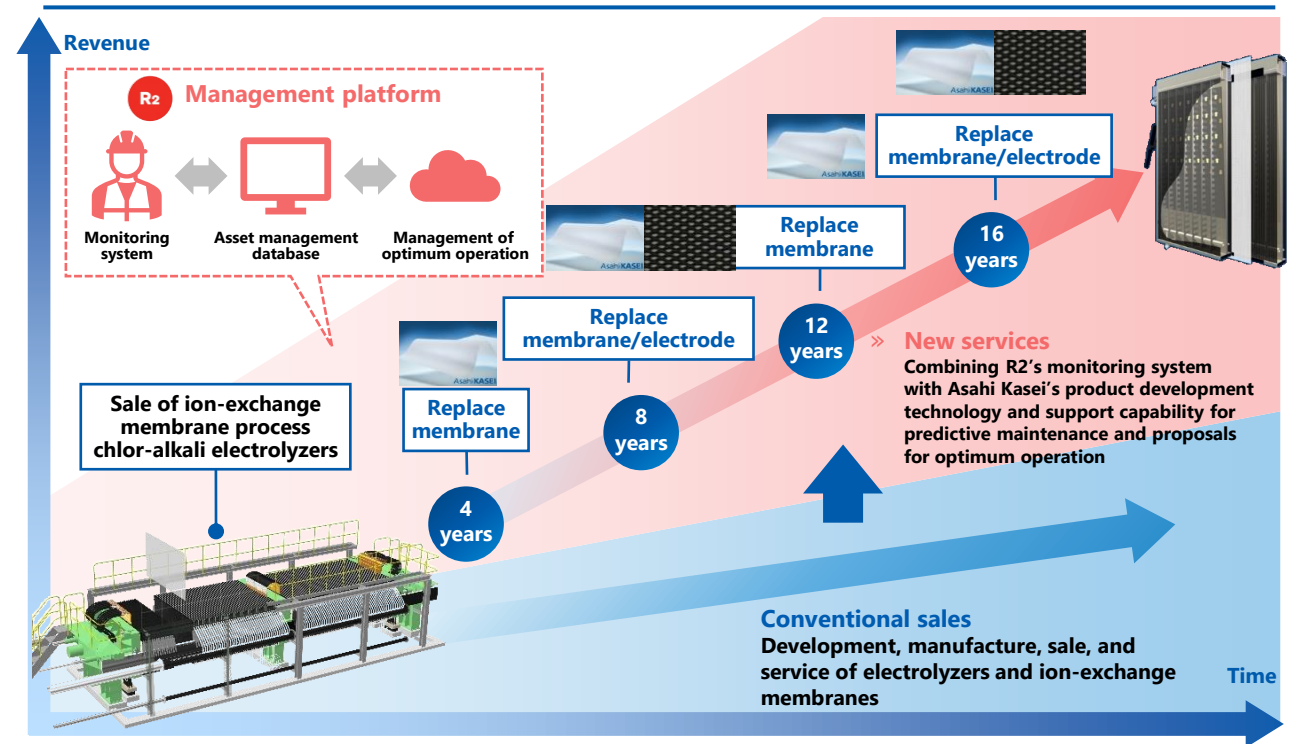 Revenue
R2 Management platform
Monitoring
system
Asset management
database
Management of
optimum operation
Sale of ion-exchange
membrane process
chlor-alkali electrolyzers
AsahiKASEI
Replace
membrane
4
years
AsahiKASEI
Replace
membrane/electrode
8
years
AsahiKASEI
Replace
membrane
12
years
AsahiKASEI
Replace
membrane/electrode
16
years
» New services
Combining R2’s monitoring system
with Asahi Kasei’s product development
technology and support capability for
predictive maintenance and proposals
for optimum operation
Conventional sales
Development, manufacture, sale, and
service of electrolyzers and ion-exchange
membranes
Time